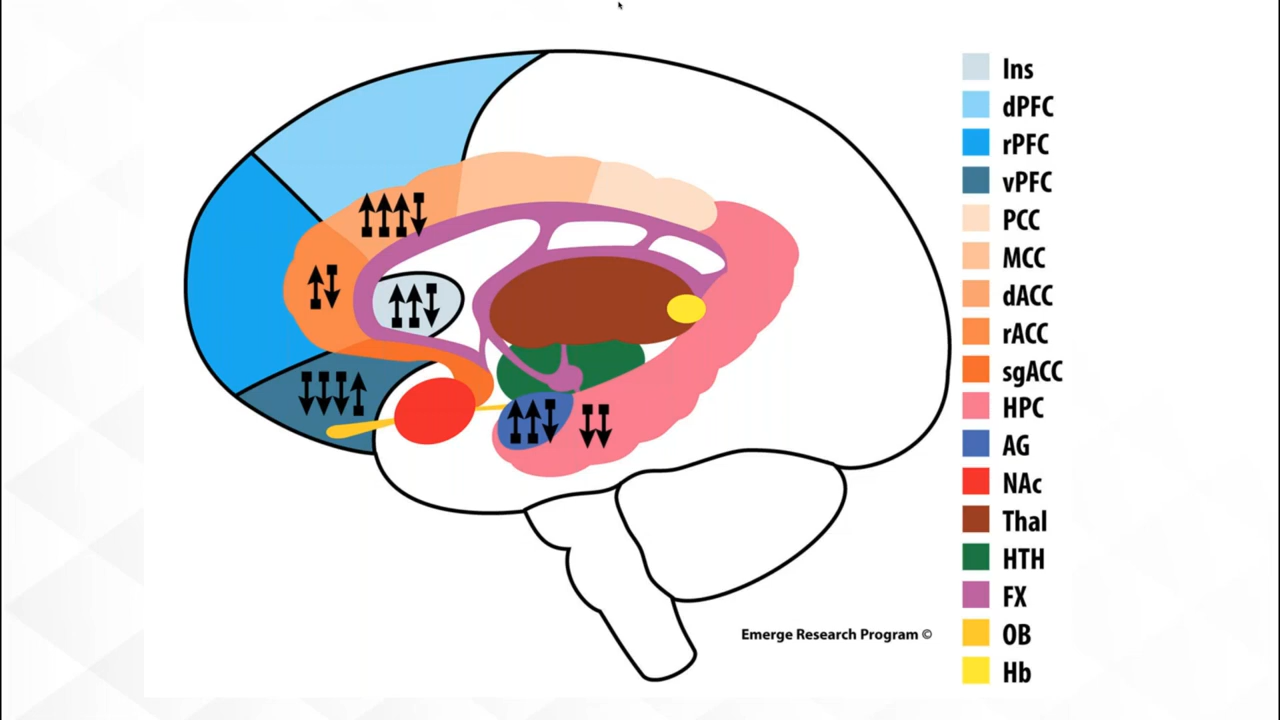 Ins
dPFC
rPFC
vPFC
PCC
MCC
dACC
rACC
sgACC
HPC
AG
NAc
Thal
HTH
FX
OB
Hb
Emerge Research Program ©